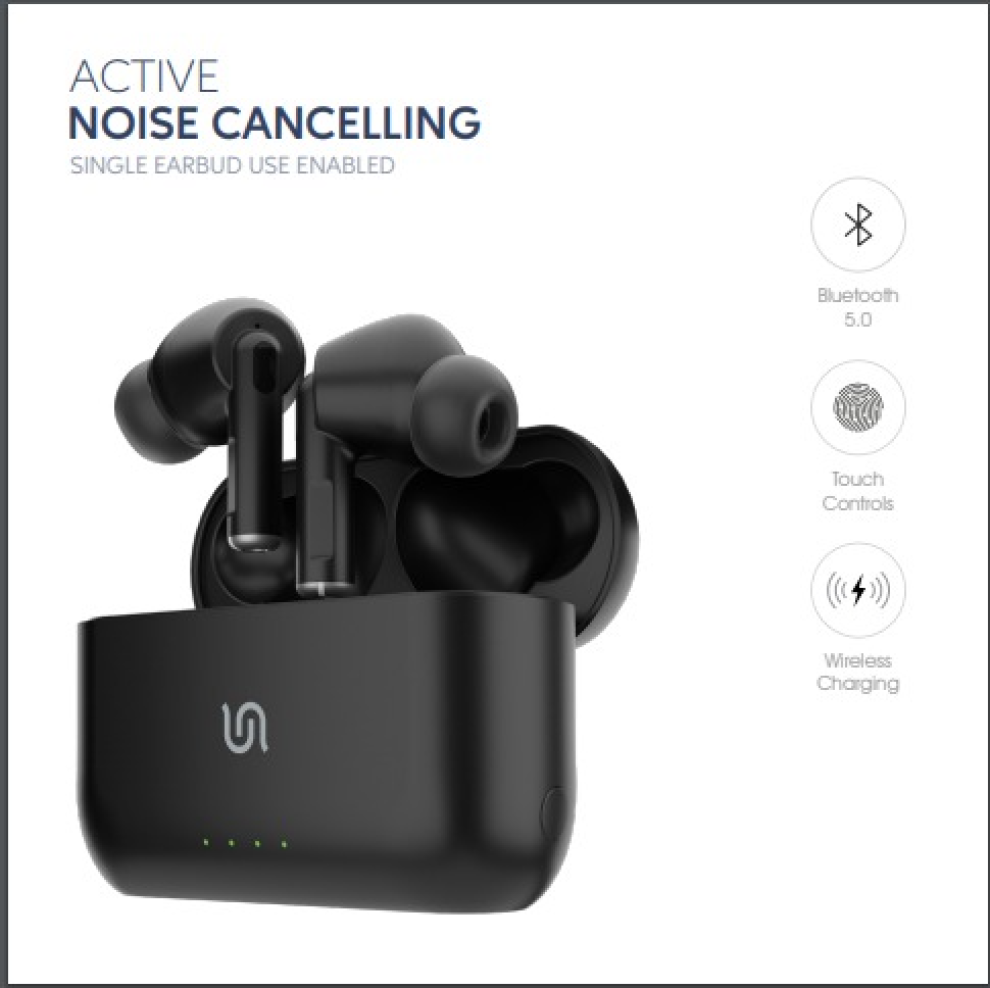 ACTIVE
NOISE CANCELLING
SINGLE EARBUD USE ENABLED
Bluetooth
5.0
Touch
Controls
Wireless
Charging